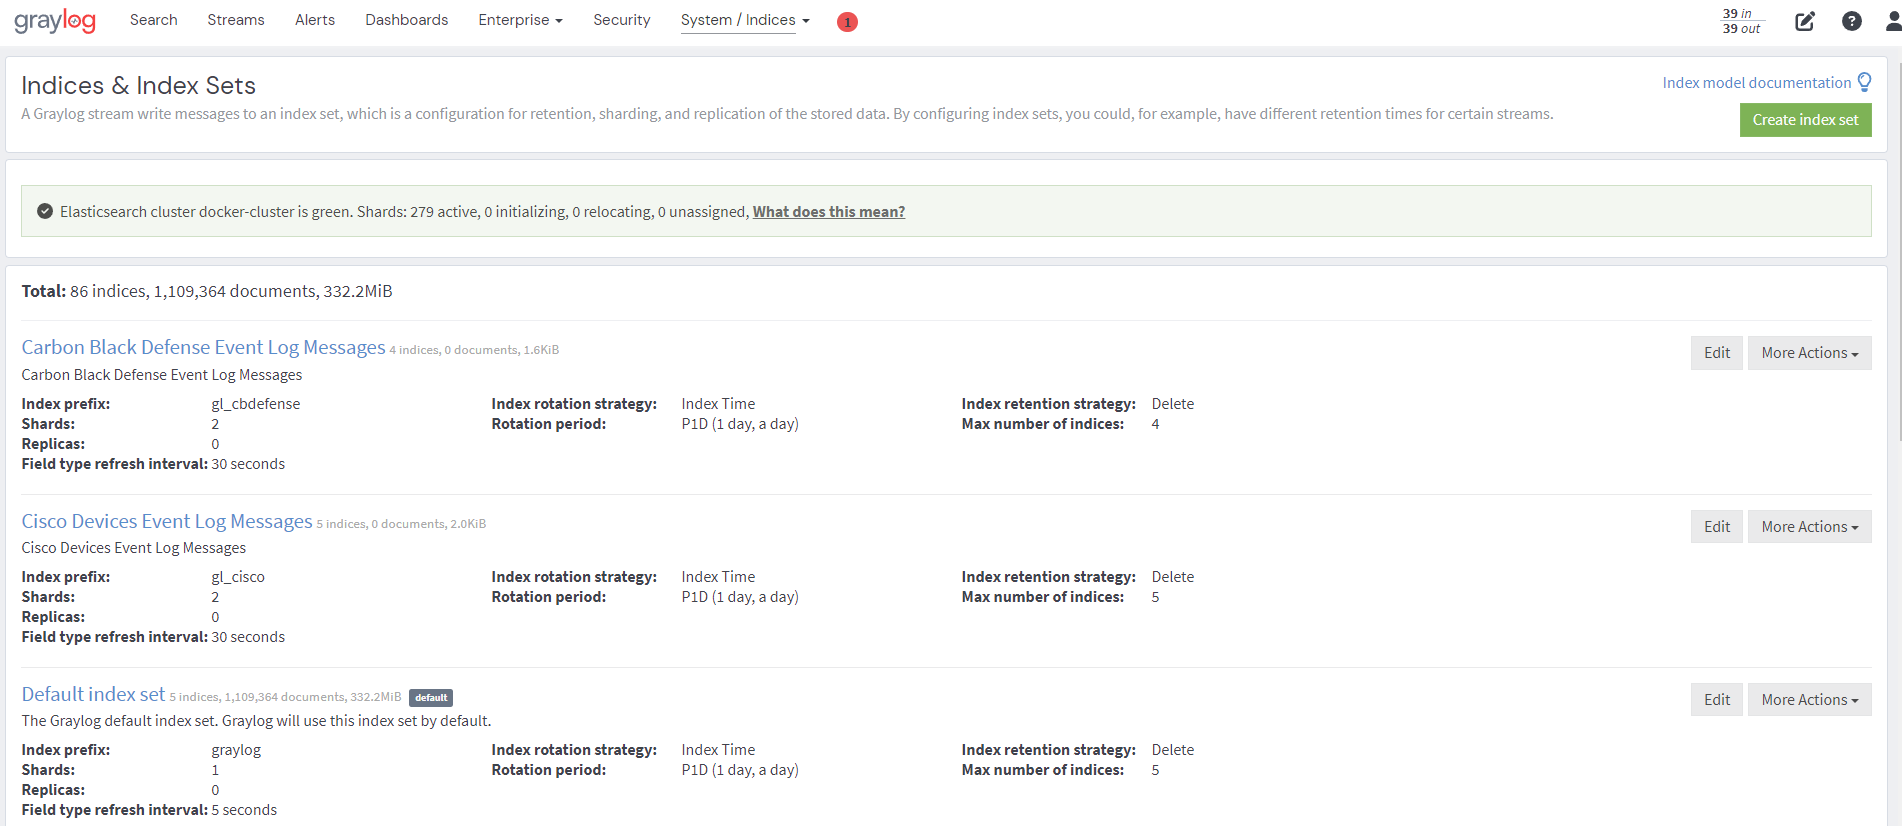 graylog Search Streams Alerts Dashboards Enterprise Security System / Indices 1 39 in
39 out
Indices & Index Sets
Index model documentation
A Graylog stream write messages to an index set, which is a configuration for retention, sharding, and replication of the stored data. By configuring index sets, you could, for example, have different retention times for certain streams.
Create index set
Elasticsearch cluster docker-cluster is green. Shards: 279 active, 0 initializing, 0 relocating, 0 unassigned, What does this mean?
Total: 86 indices, 1,109,364 documents, 332.2MiB
Carbon Black Defense Event Log Messages 4 indices, 0 documents, 1.6KiB Edit More Actions
Carbon Black Defense Event Log Messages
Index prefix: gl_cbdefense Index rotation strategy: Index Time Index retention strategy: Delete
Shards: 2 Rotation period: P1D (1 day, a day) Max number of indices: 4
Replicas: 0
Field type refresh interval: 30 seconds
Cisco Devices Event Log Messages 5 indices, 0 documents, 2.0KiB Edit More Actions
Cisco Devices Event Log Messages
Index prefix: gl_cisco Index rotation strategy: Index Time Index retention strategy: Delete
Shards: 2 Rotation period: P1D (1 day, a day) Max number of indices: 5
Replicas: 0
Field type refresh interval: 30 seconds
Default index set 5 indices, 1,109,364 documents, 332.2MiB default Edit More Actions
The Graylog default index set. Graylog will use this index set by default.
Index prefix: graylog Index rotation strategy: Index Time Index retention strategy: Delete
Shards: 1 Rotation period: P1D (1 day, a day) Max number of indices: 5
Replicas: 0
Field type refresh interval: 5 seconds